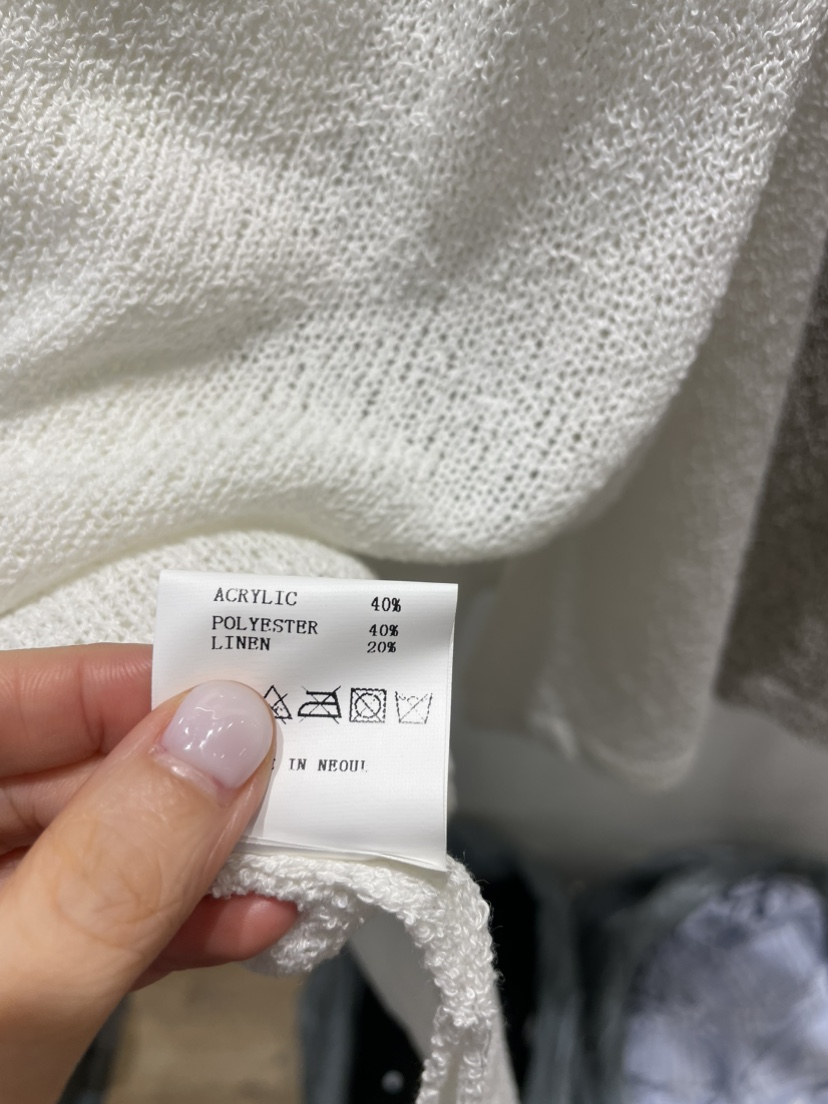 ACRYLIC 40%
POLYESTER 40%
LINEN 20%
IN NEOUL